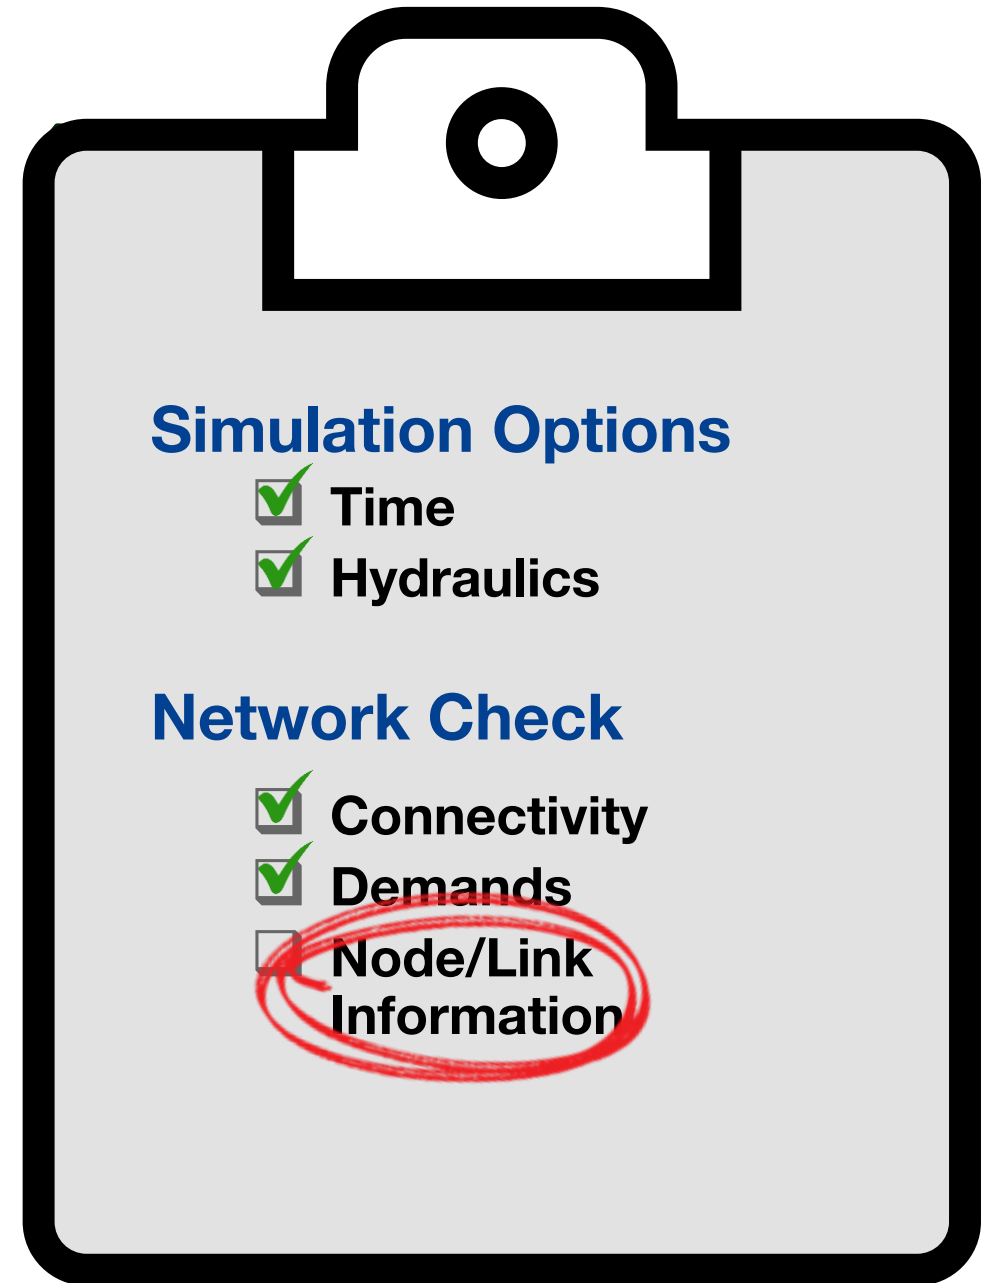 Simulation Options
Time
Hydraulics
Network Check
Connectivity
Demands
Node/Link
Information